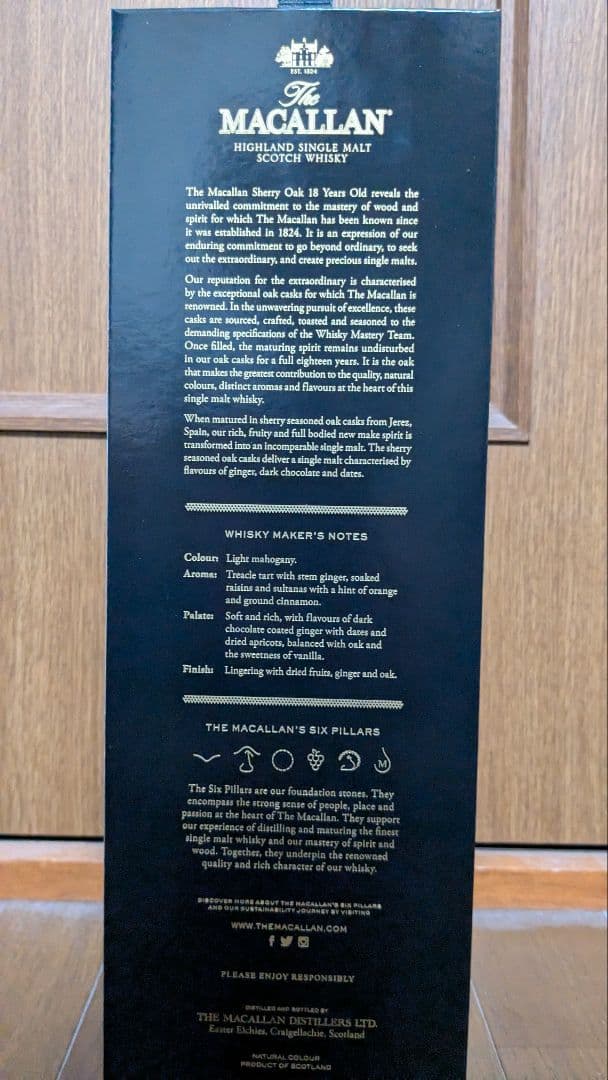 EST. 1824
The
MACALLAN®
HIGHLAND SINGLE MALT
SCOTCH WHISKY
The Macallan Sherry Oak 18 Years Old reveals the
unrivalled commitment to the mastery of wood and
spirit for which The Macallan has been known since
it was established in 1824. It is an expression of our
enduring commitment to go beyond ordinary, to seek
out the extraordinary, and create precious single malts.
Our reputation for the extraordinary is characterised
by the exceptional oak casks for which The Macallan is
renowned. In the unwavering pursuit of excellence, these
casks are sourced, crafted, toasted and seasoned to the
demanding specifications of the Whisky Mastery Team.
Once filled, the maturing spirit remains undisturbed
in our oak casks for a full eighteen years. It is the oak
that makes the greatest contribution to the quality, natural
colours, distinct aromas and flavours at the heart of this
single malt whisky.
When matured in sherry seasoned oak casks from Jerez,
Spain, our rich, fruity and full bodied new make spirit is
transformed into an incomparable single malt. The sherry
seasoned oak casks deliver a single malt characterised by
flavours of ginger, dark chocolate and dates.
WHISKY MAKER'S NOTES
Colour: Light mahogany.
Aroma: Treacle tart with stem ginger, soaked
raisins and sultanas with a hint of orange
and ground cinnamon.
Palate: Soft and rich, with flavours of dark
chocolate coated ginger with dates and
dried apricots, balanced with oak and
the sweetness of vanilla.
Finish: Lingering with dried fruits, ginger and oak.
THE MACALLAN'S SIX PILLARS
M
The Six Pillars are our foundation stones. They
encompass the strong sense of people, place and
passion at the heart of The Macallan. They support
our experience of distilling and maturing the finest
single malt whisky and our mastery of spirit and
wood. Together, they underpin the renowned
quality and rich character of our whisky.
DISCOVER MORE ABOUT THE MACALLAN'S SIX PILLARS
AND OUR SUSTAINABILITY JOURNEY BY VISITING
WWW.THEMACALLAN.COM
PLEASE ENJOY RESPONSIBLY
DISTILLED AND BOTTLED BY
THE MACALLAN DISTILLERS LTD.
Easter Elchies, Craigellachie, Scotland
NATURAL COLOUR
PRODUCT OF SCOTLAND